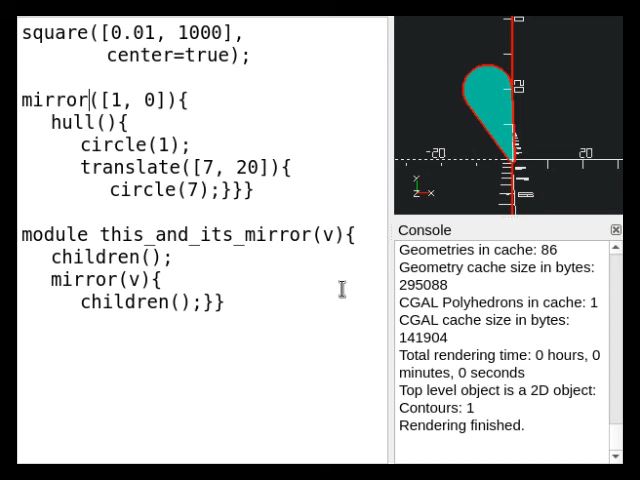 square([0.01, 1000],
center=true);
mirror([1, 0]){
hull(){
circle(1);
translate([7, 20]){
circle(7);}}}
module this_and_its_mirror(v){
children();
mirror(v){
children();}}
-20
20
20
Y
Z
X
Console
Geometries in cache: 86
Geometry cache size in bytes:
295088
CGAL Polyhedrons in cache: 1
CGAL cache size in bytes:
141904
Total rendering time: 0 hours, 0
minutes, 0 seconds
Top level object is a 2D object:
Contours: 1
Rendering finished.